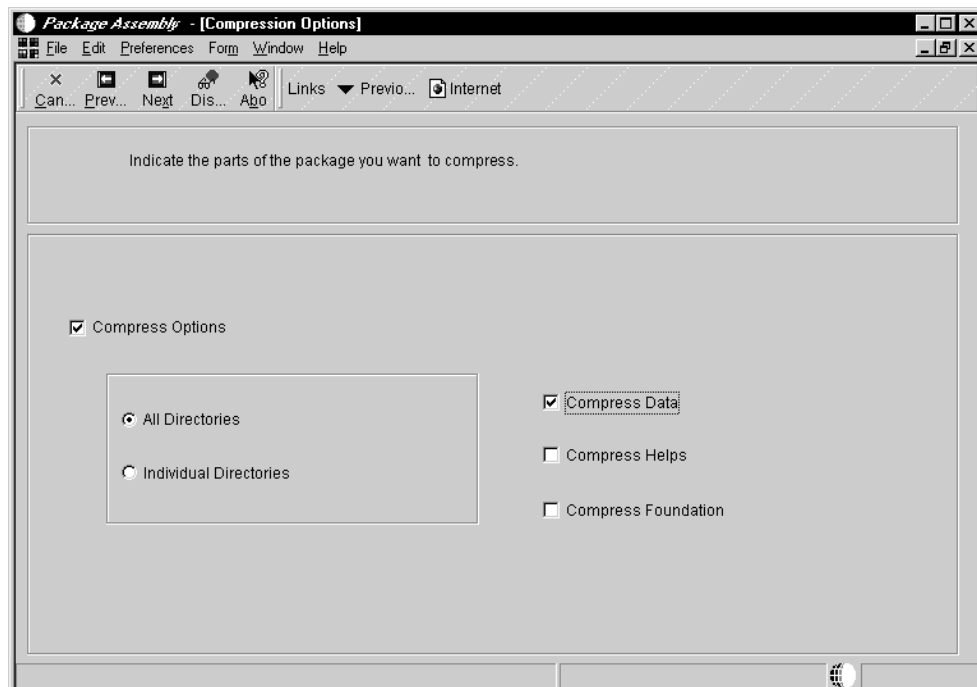 Package Assembly - [Compression Options]
File Edit Preferences Form Window Help
Can... Prev... Next Dis... Abo Links Previo... Internet
Indicate the parts of the package you want to compress.
Compress Options
All Directories
Individual Directories
Compress Data
Compress Helps
Compress Foundation